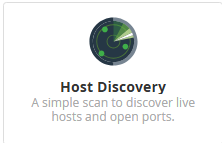 Host Discovery
A simple scan to discover live
hosts and open ports.